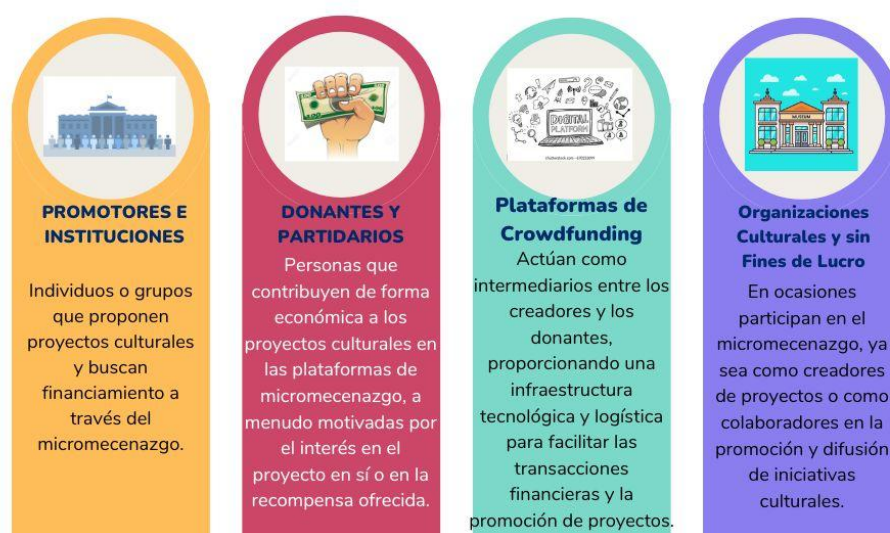 PROMOTORES E
INSTITUCIONES
Individuos o grupos
que proponen
proyectos culturales
y buscan
financiamiento a
través del
micromecenazgo.
DONANTES Y
PARTIDARIOS
Personas que
contribuyen de forma
económica a los
proyectos culturales en
las plataformas de
micromecenazgo, a
menudo motivadas por
el interés en el
proyecto en sí o en la
recompensa ofrecida.
DIGITAL
PLATFORM
Plataformas de
Crowdfunding
Actúan como
intermediarios entre los
creadores y los
donantes,
proporcionando una
infraestructura
tecnológica y logística
para facilitar las
transacciones
financieras y la
promoción de proyectos.
MUSEUM
Organizaciones
Culturales y sin
Fines de Lucro
En ocasiones
participan en el
micromecenazgo, ya
sea como creadores
de proyectos o como
colaboradores en la
promoción y difusión
de iniciativas
culturales.